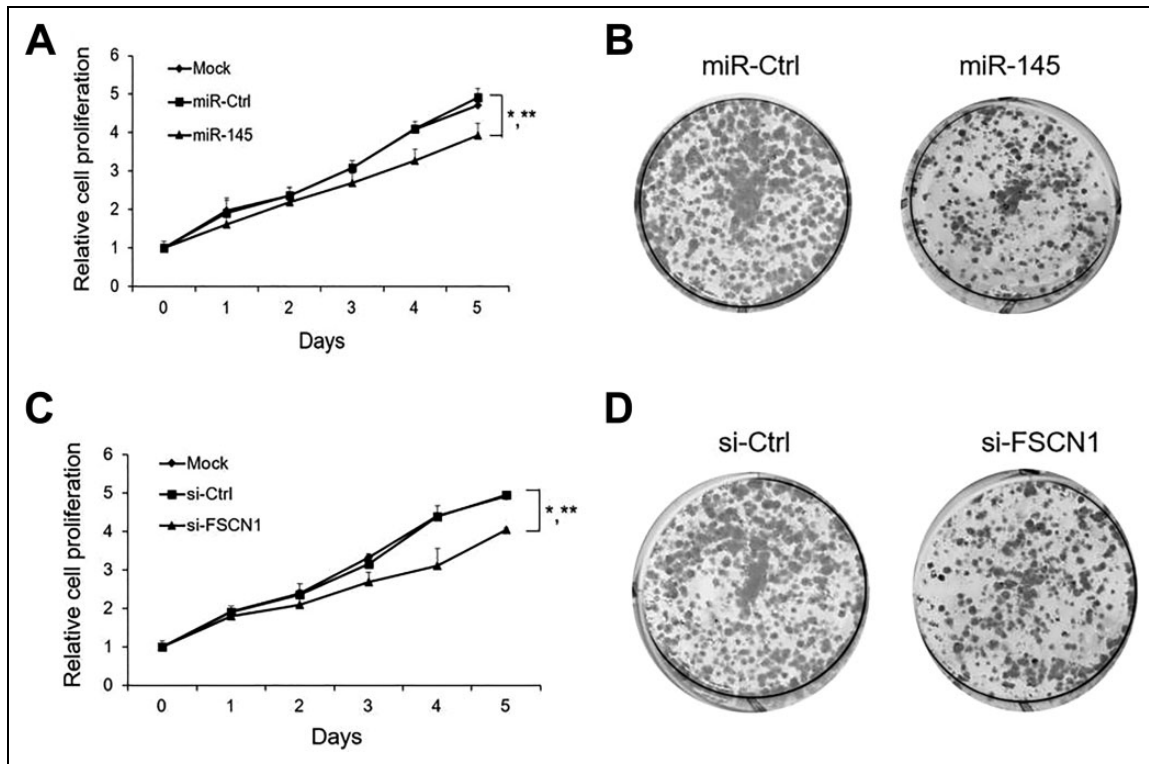 A
Relative cell proliferation
6
5
4
3
2
1
0
Mock
miR-Ctrl
miR-145
*,**
0 1 2 3 4 5
Days
B
miR-Ctrl
miR-145
C
Relative cell proliferation
6
5
4
3
2
1
0
Mock
si-Ctrl
si-FSCN1
*,**
0 1 2 3 4 5
Days
D
si-Ctrl
si-FSCN1